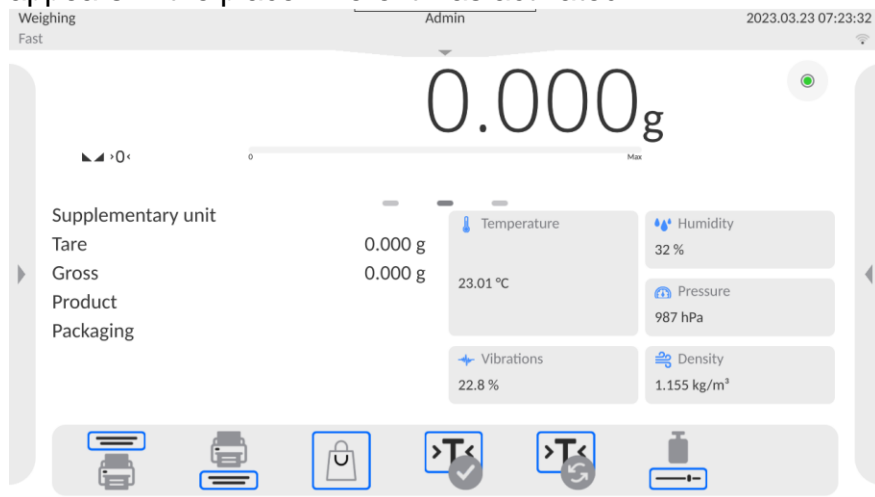 Weighing Admin 2023.03.23 07:23:32
Fast
0.000 g
›0‹
0 Max
Supplementary unit
Tare 0.000 g
Gross 0.000 g
Product
Packaging
Temperature
23.01 °C
Humidity
32 %
Pressure
987 hPa
Vibrations
22.8 %
Density
1.155 kg/m³
>T< >T<